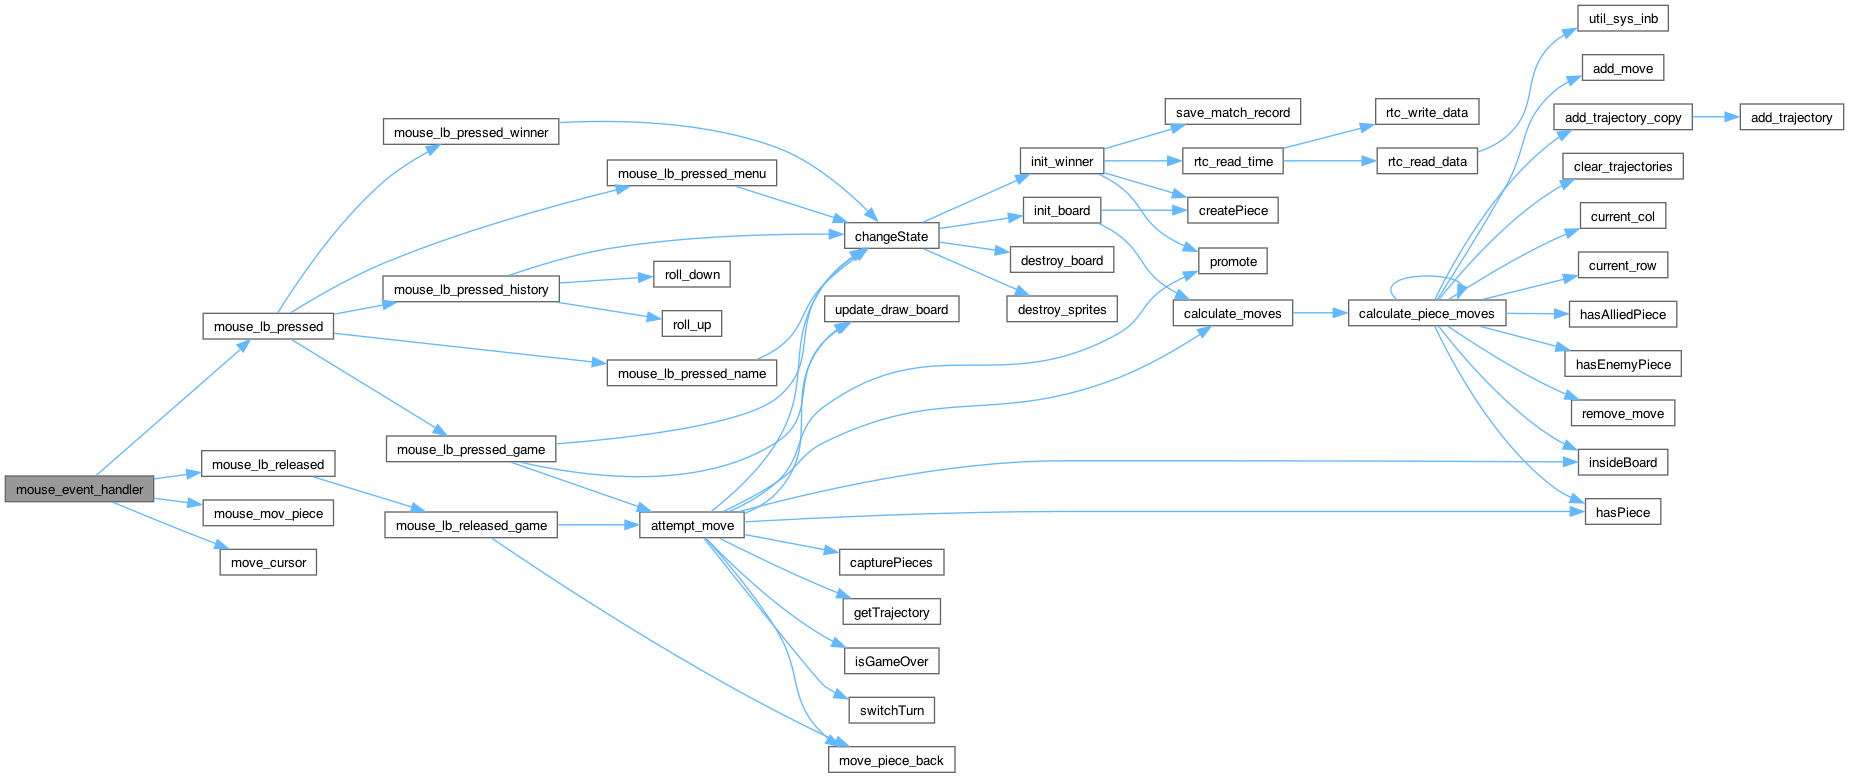 mouse_event_handler
mouse_lb_pressed
mouse_lb_released
mouse_mov_piece
move_cursor
mouse_lb_pressed_winner
mouse_lb_pressed_menu
mouse_lb_pressed_history
mouse_lb_pressed_name
mouse_lb_pressed_game
mouse_lb_released_game
roll_down
roll_up
attempt_move
changeState
update_draw_board
capturePieces
getTrajectory
isGameOver
switchTurn
move_piece_back
init_winner
init_board
destroy_board
destroy_sprites
save_match_record
rtc_read_time
createPiece
promote
calculate_moves
rtc_write_data
rtc_read_data
calculate_piece_moves
util_sys_inb
add_move
add_trajectory_copy
clear_trajectories
current_col
current_row
hasAlliedPiece
hasEnemyPiece
remove_move
insideBoard
hasPiece
add_trajectory